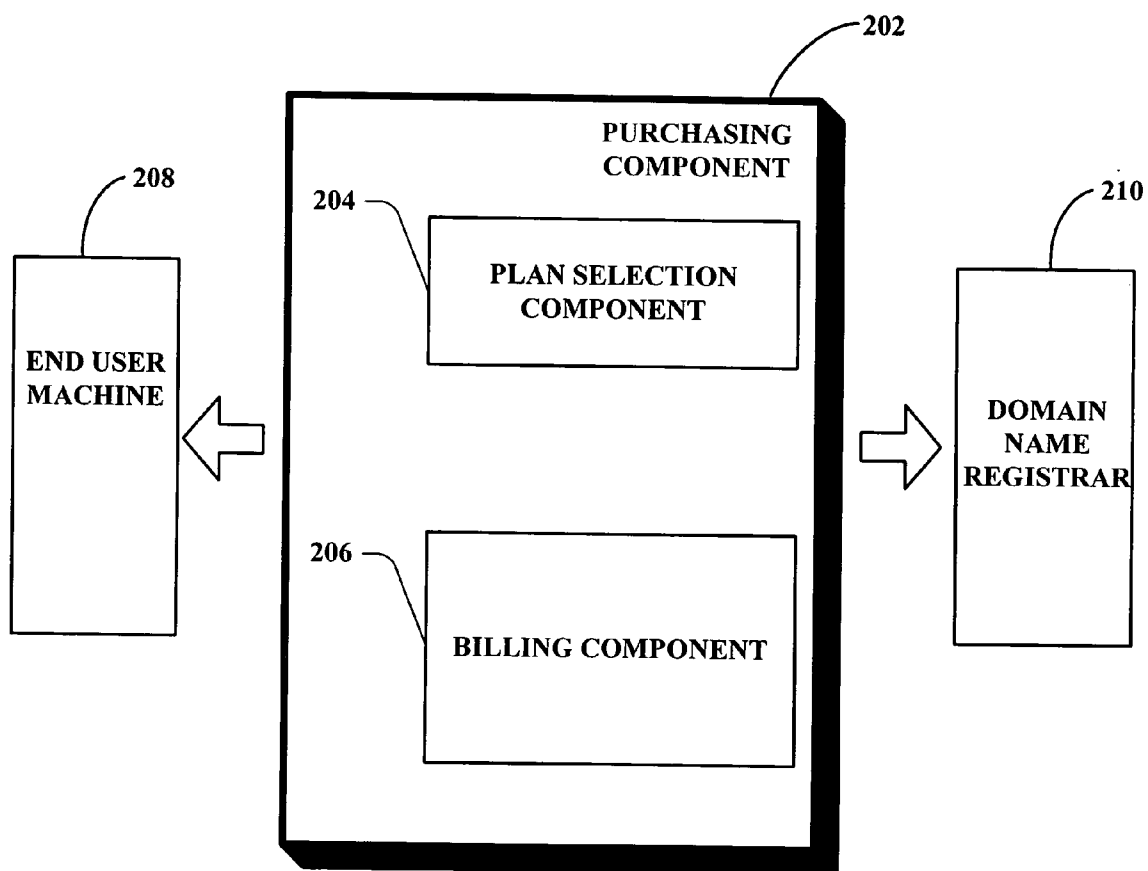 202
PURCHASING
COMPONENT
208
204
210
PLAN SELECTION
COMPONENT
END USER
MACHINE
DOMAIN
NAME
REGISTRAR
206
BILLING COMPONENT